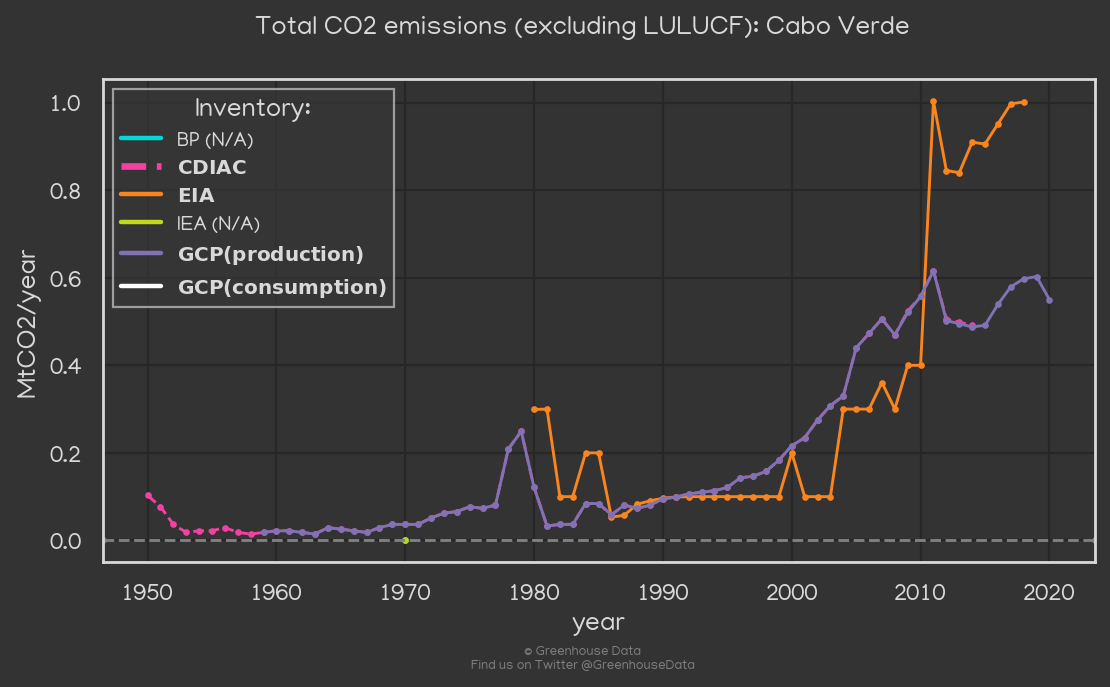 Total CO2 emissions (excluding LULUCF): Cabo Verde
Inventory:
BP (N/A)
CDIAC
EIA
IEA (N/A)
GCP(production)
GCP(consumption)
MtCO2/year
1.0
0.8
0.6
0.4
0.2
0.0
1950 1960 1970 1980 1990 2000 2010 2020
year
© Greenhouse Data
Find us on Twitter @GreenhouseData